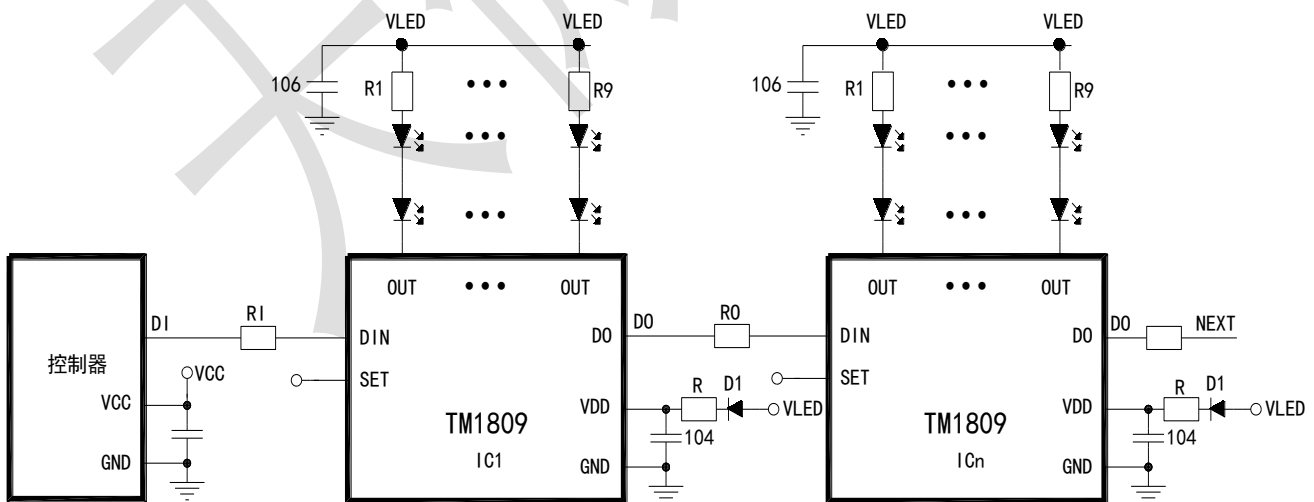 VLED VLED VLED VLED
106 R1 R9 106 R1 R9
OUT OUT OUT OUT
DI RI DIN DO DO RO DIN DO DO NEXT
控制器 VCC SET SET
VCC VDD R D1 VLED VDD R D1 VLED
TM1809 TM1809
104 104
GND IC1 GND ICn GND